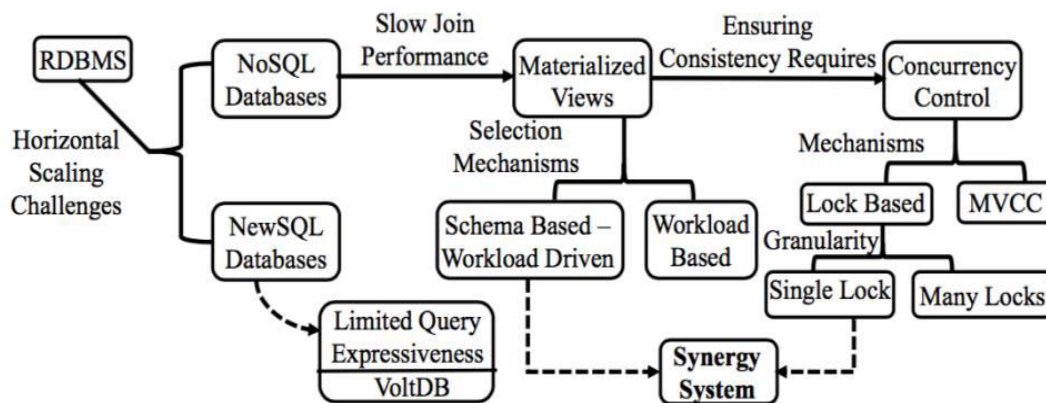 RDBMS
Horizontal
Scaling
Challenges
NoSQL
Databases
NewSQL
Databases
Limited Query
Expressiveness
VoltDB
Slow Join
Performance
Materialized
Views
Selection
Mechanisms
Schema Based –
Workload Driven
Workload
Based
Ensuring
Consistency Requires
Concurrency
Control
Mechanisms
Lock Based
MVCC
Granularity
Single Lock
Many Locks
Synergy
System